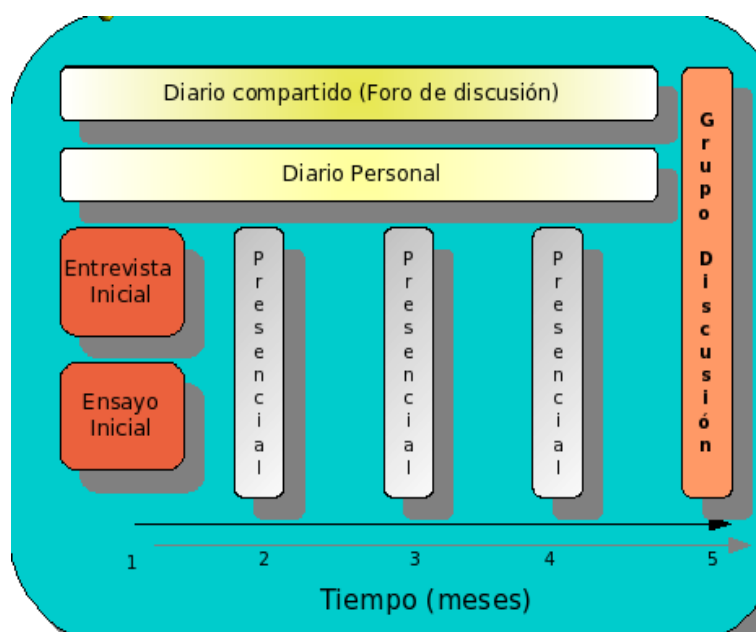 Diario compartido (Foro de discusión)
Diario Personal
Grupo Discusión
Entrevista
Inicial
Ensayo
Inicial
Presencial
Presencial
Presencial
1
2
3
4
5
Tiempo (meses)